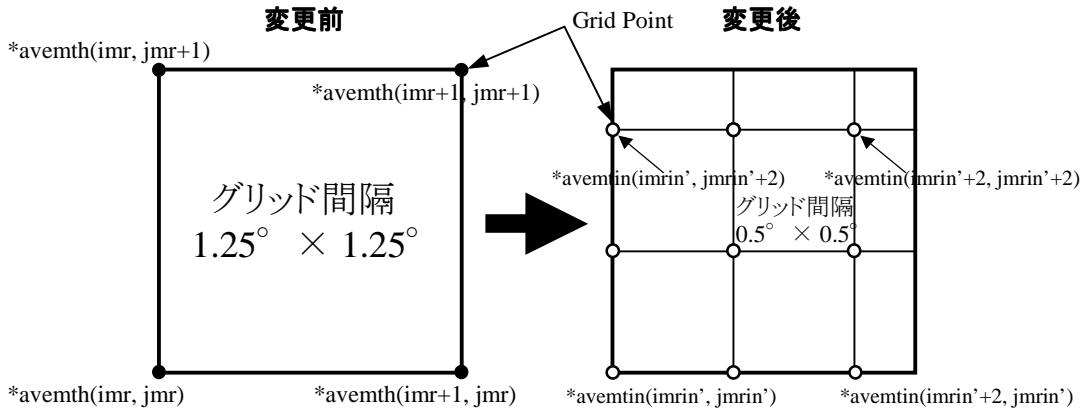 変更前
Grid Point
変更後
*avemth(imr, jmr+1)
*avemth(imr+1, jmr+1)
*avemtin(imrin’, jmrin’+2)
*avemtin(imrin’+2, jmrin’+2)
グリッド間隔
1.25° × 1.25°
グリッド間隔
0.5° × 0.5°
*avemth(imr, jmr)
*avemth(imr+1, jmr)
*avemtin(imrin’, jmrin’)
*avemtin(imrin’+2, jmrin’)